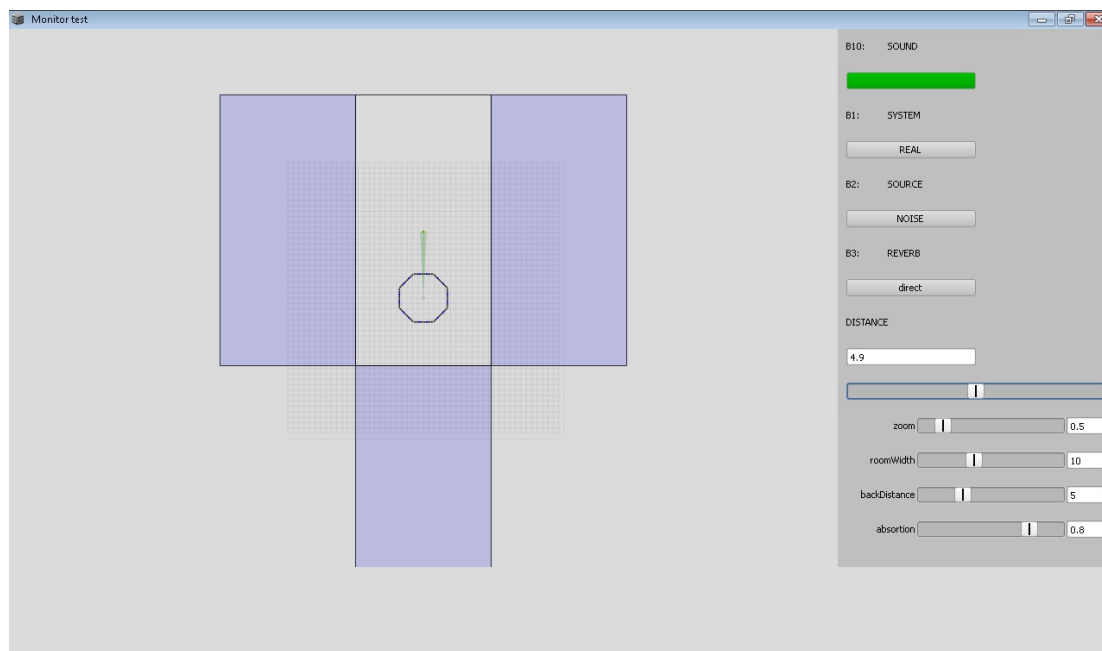 Monitor test
B10: SOUND
B1: SYSTEM
REAL
B2: SOURCE
NOISE
B3: REVERB
direct
DISTANCE
4.9
zoom 0.5
roomWidth 10
backDistance 5
absortion 0.8